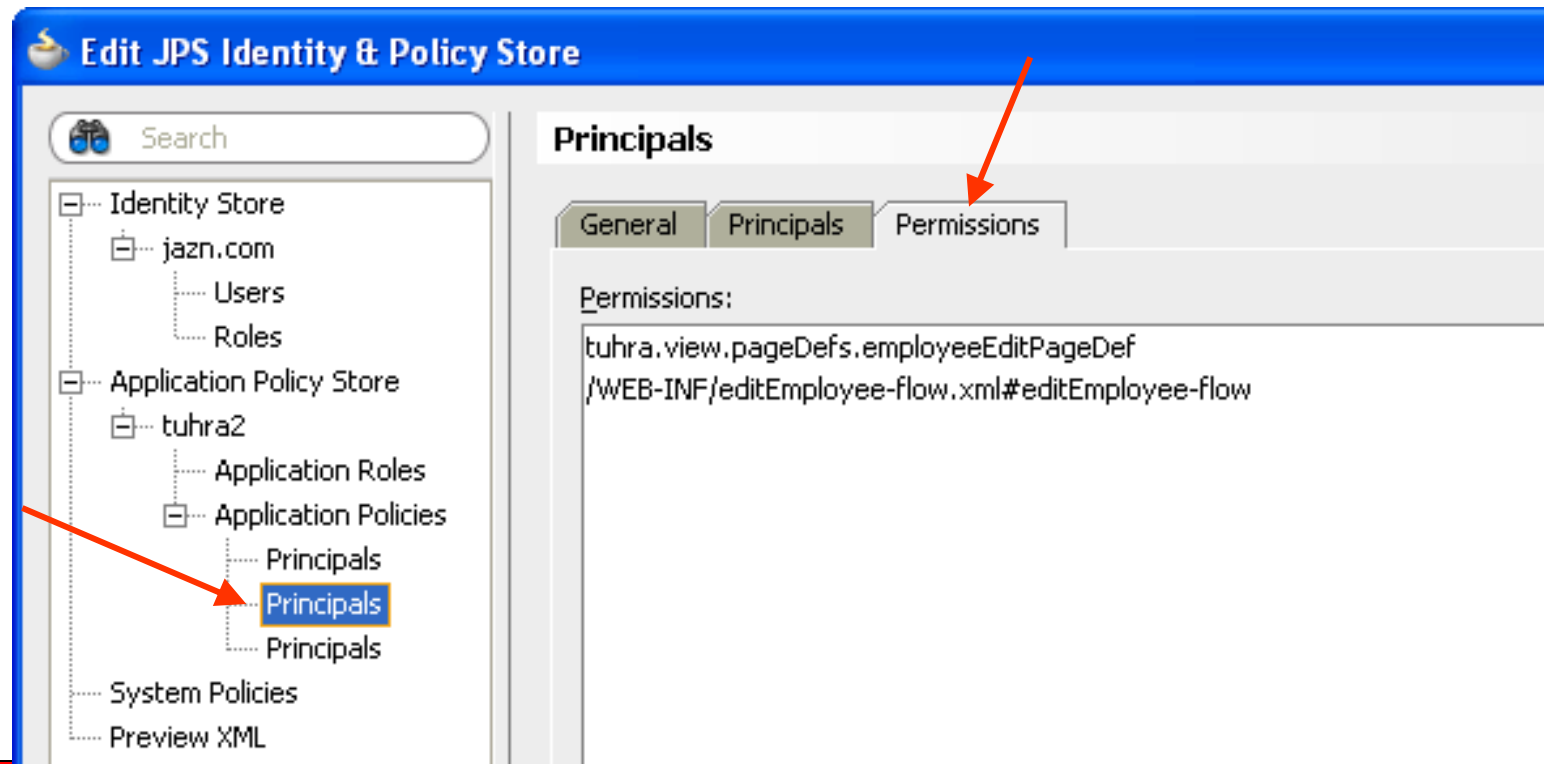 Edit JPS Identity & Policy Store
Search
Identity Store
jazn.com
Users
Roles
Application Policy Store
tuhra2
Application Roles
Application Policies
Principals
Principals
Principals
System Policies
Preview XML
Principals
General Principals Permissions
Permissions:
tuhra.view.pageDefs.employeeEditPageDef
/WEB-INF/editEmployee-flow.xml#editEmployee-flow